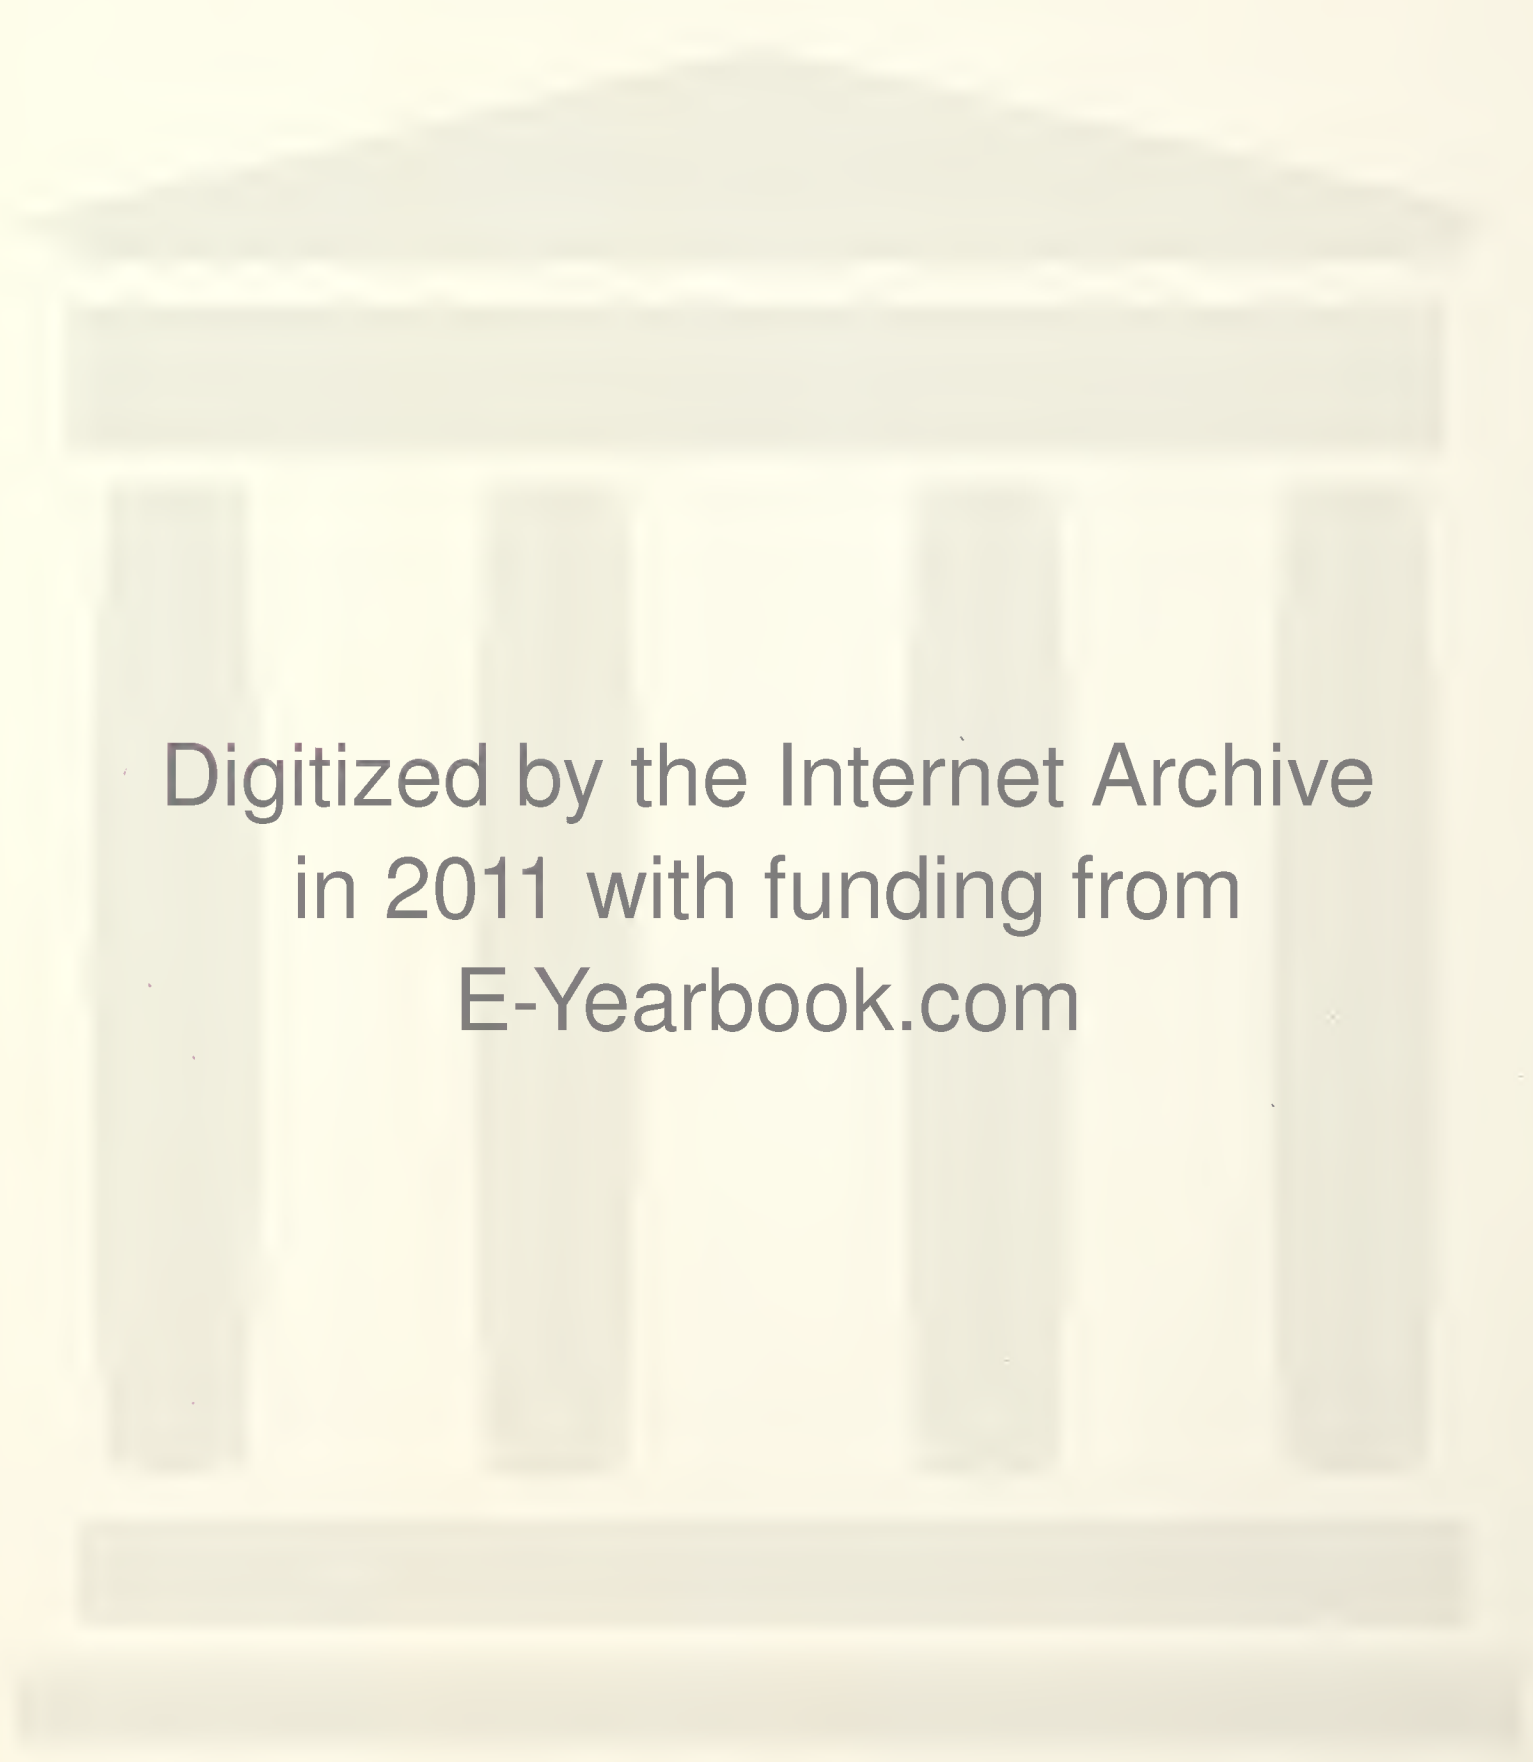 Digitized by the Internet Archive
in 2011 with funding from
E-Yearbook.com